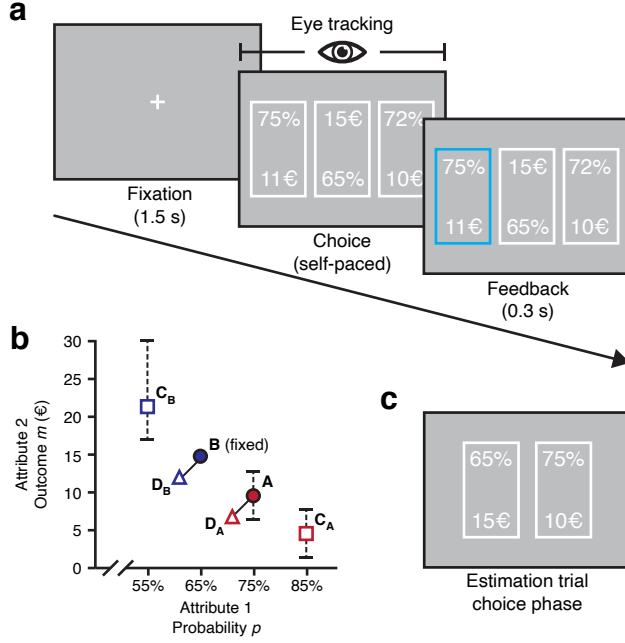 a
Eye tracking
+
75% 15€ 72%
11€ 65% 10€
75% 15€ 72%
11€ 65% 10€
Fixation
(1.5 s)
Choice
(self-paced)
Feedback
(0.3 s)
b
Attribute 2
Outcome m (€)
30
25
20
15
10
5
0
C_B
B (fixed)
D_B
A
D_A
C_A
55% 65% 75% 85%
Attribute 1
Probability p
c
65% 75%
15€ 10€
Estimation trial
choice phase